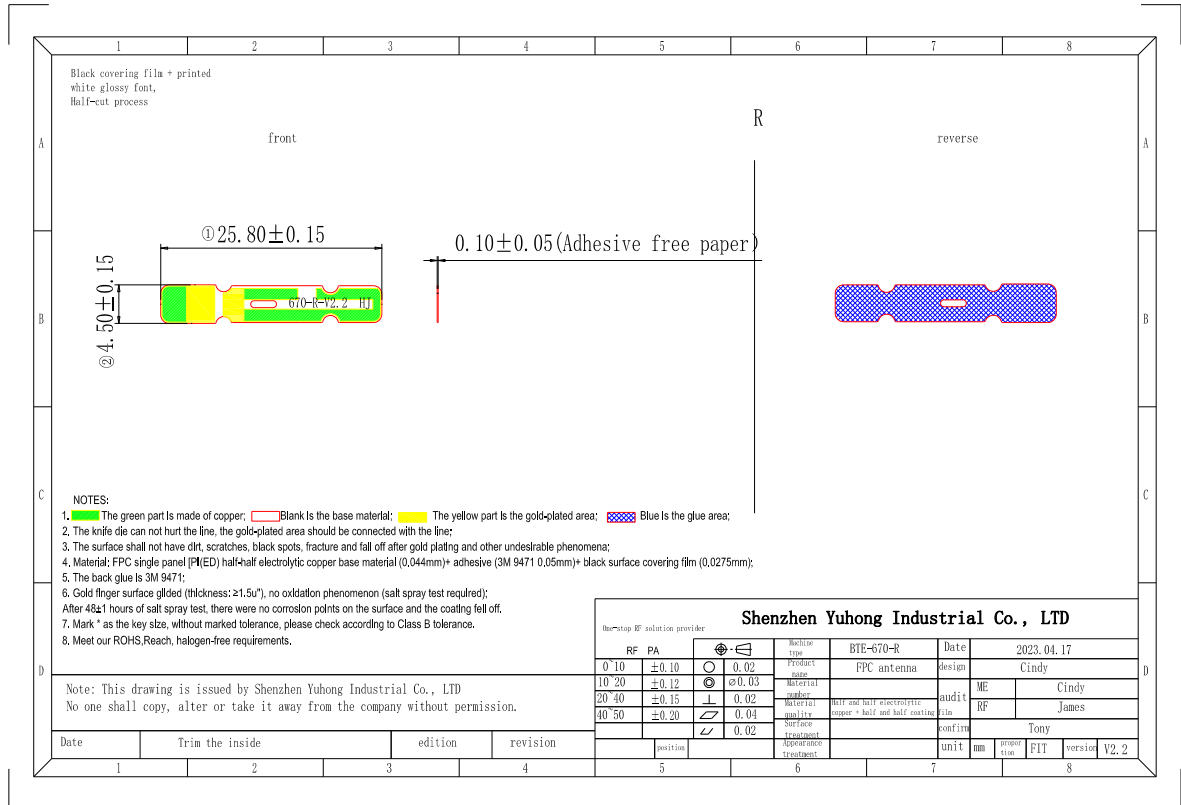 1 2 3 4 5 6 7 8
Black covering film + printed
white glossy font,
Half-cut process
R
front
reverse
A A
①25.80±0.15
0.10±0.05(Adhesive free paper)
②4.50±0.15
670-R-V2.2 HJ
B B
C C
NOTES:
1. The green part is made of copper; Blank is the base material; The yellow part is the gold-plated area; Blue is the glue area;
2. The knife die can not hurt the line, the gold-plated area should be connected with the line;
3. The surface shall not have dirt, scratches, black spots, fracture and fall off after gold plating and other undesirable phenomena;
4. Material: FPC single panel [PI(ED) half-half electrolytic copper base material (0.044mm)+ adhesive (3M 9471 0.05mm)+ black surface covering film (0.0275mm);
5. The back glue is 3M 9471;
6. Gold finger surface gilded (thickness: ≥1.5u"), no oxidation phenomenon (salt spray test required);
After 48±1 hours of salt spray test, there were no corrosion points on the surface and the coating fell off.
7. Mark * as the key size, without marked tolerance, please check according to Class B tolerance.
8. Meet our ROHS,Reach, halogen-free requirements.
D D
Note: This drawing is issued by Shenzhen Yuhong Industrial Co., LTD
No one shall copy, alter or take it away from the company without permission.
Date Trim the inside edition revision
One-stop RF solution provider
Shenzhen Yuhong Industrial Co., LTD
RF PA
Machine type BTE-670-R Date 2023.04.17
0~10 ±0.10 0.02 Product name FPC antenna design Cindy
10~20 ±0.12 ⌀0.03 Material number audit ME Cindy
20~40 ±0.15 0.02 Material quality Half and half electrolytic copper + half and half coating film RF James
40~50 ±0.20 0.04 Surface treatment confirm Tony
0.02
position Appearance treatment unit mm proportion FIT version V2.2
1 2 3 4 5 6 7 8